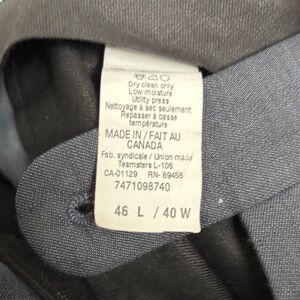 Dry clean only
Low moisture
Utility press
Nettoyage à sec seulement
Repasser à basse
température
MADE IN / FAIT AU
CANADA
Fab. syndicale / Union made
Teamsters L-106
CA-01129 RN-69456
7471098740
46 L / 40 W